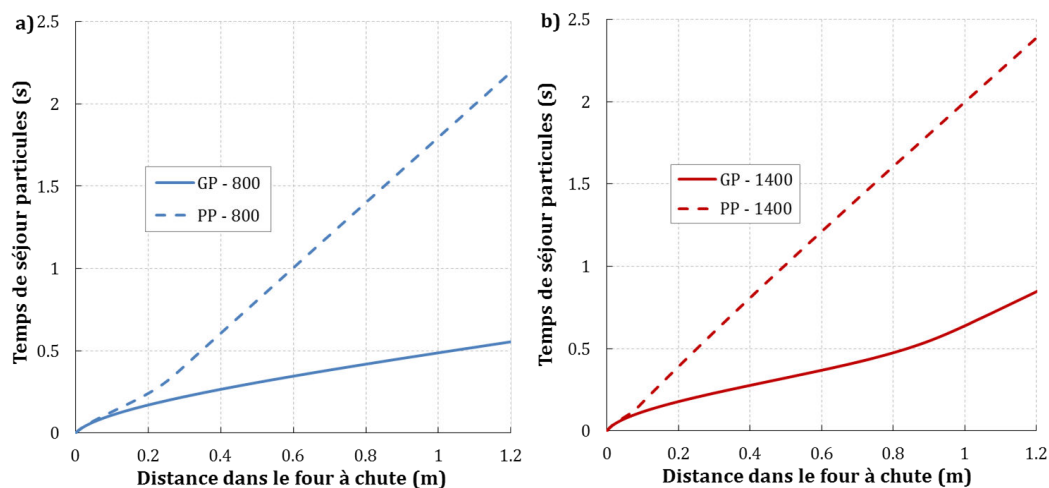 a)
Temps de séjour particules (s)
2.5
2
1.5
1
0.5
0
GP - 800
PP - 800
0 0.2 0.4 0.6 0.8 1 1.2
Distance dans le four à chute (m)
b)
Temps de séjour particules (s)
2.5
2
1.5
1
0.5
0
GP - 1400
PP - 1400
0 0.2 0.4 0.6 0.8 1 1.2
Distance dans le four à chute (m)